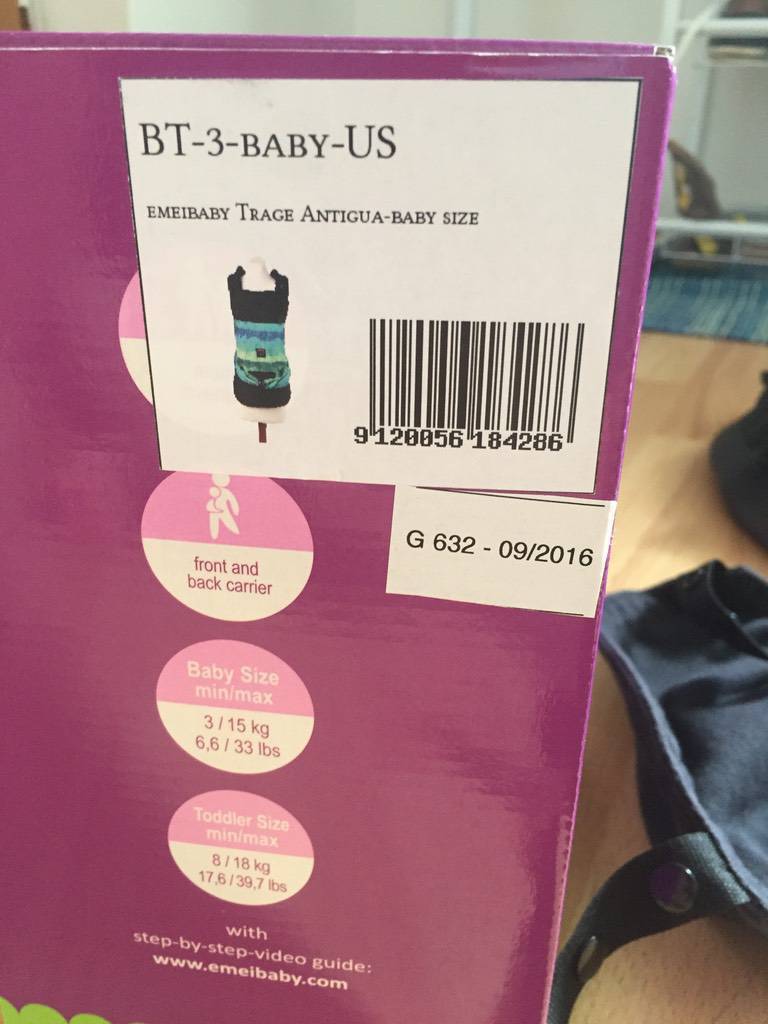 BT-3-BABY-US
EMEIBABY TRAGE ANTIGUA-BABY SIZE
9 120056 184286
G 632 - 09/2016
front and
back carrier
Baby Size
min/max
3 / 15 kg
6,6 / 33 lbs
Toddler Size
min/max
8 / 18 kg
17,6 / 39,7 lbs
with
step-by-step-video guide:
www.emeibaby.com